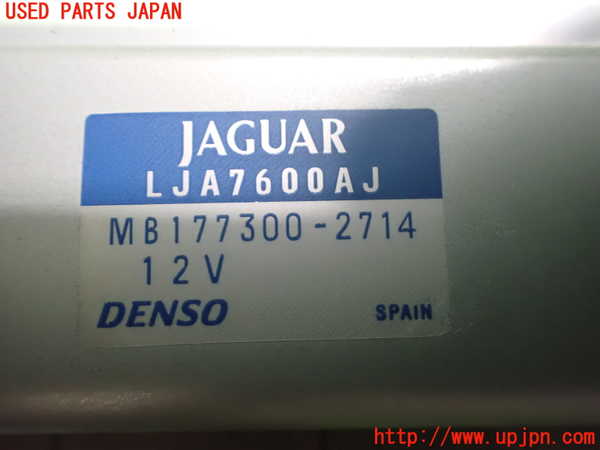 USED PARTS JAPAN
JAGUAR
LJA7600AJ
MB177300-2714
12V
DENSO SPAIN
http://www.upjpn.com/